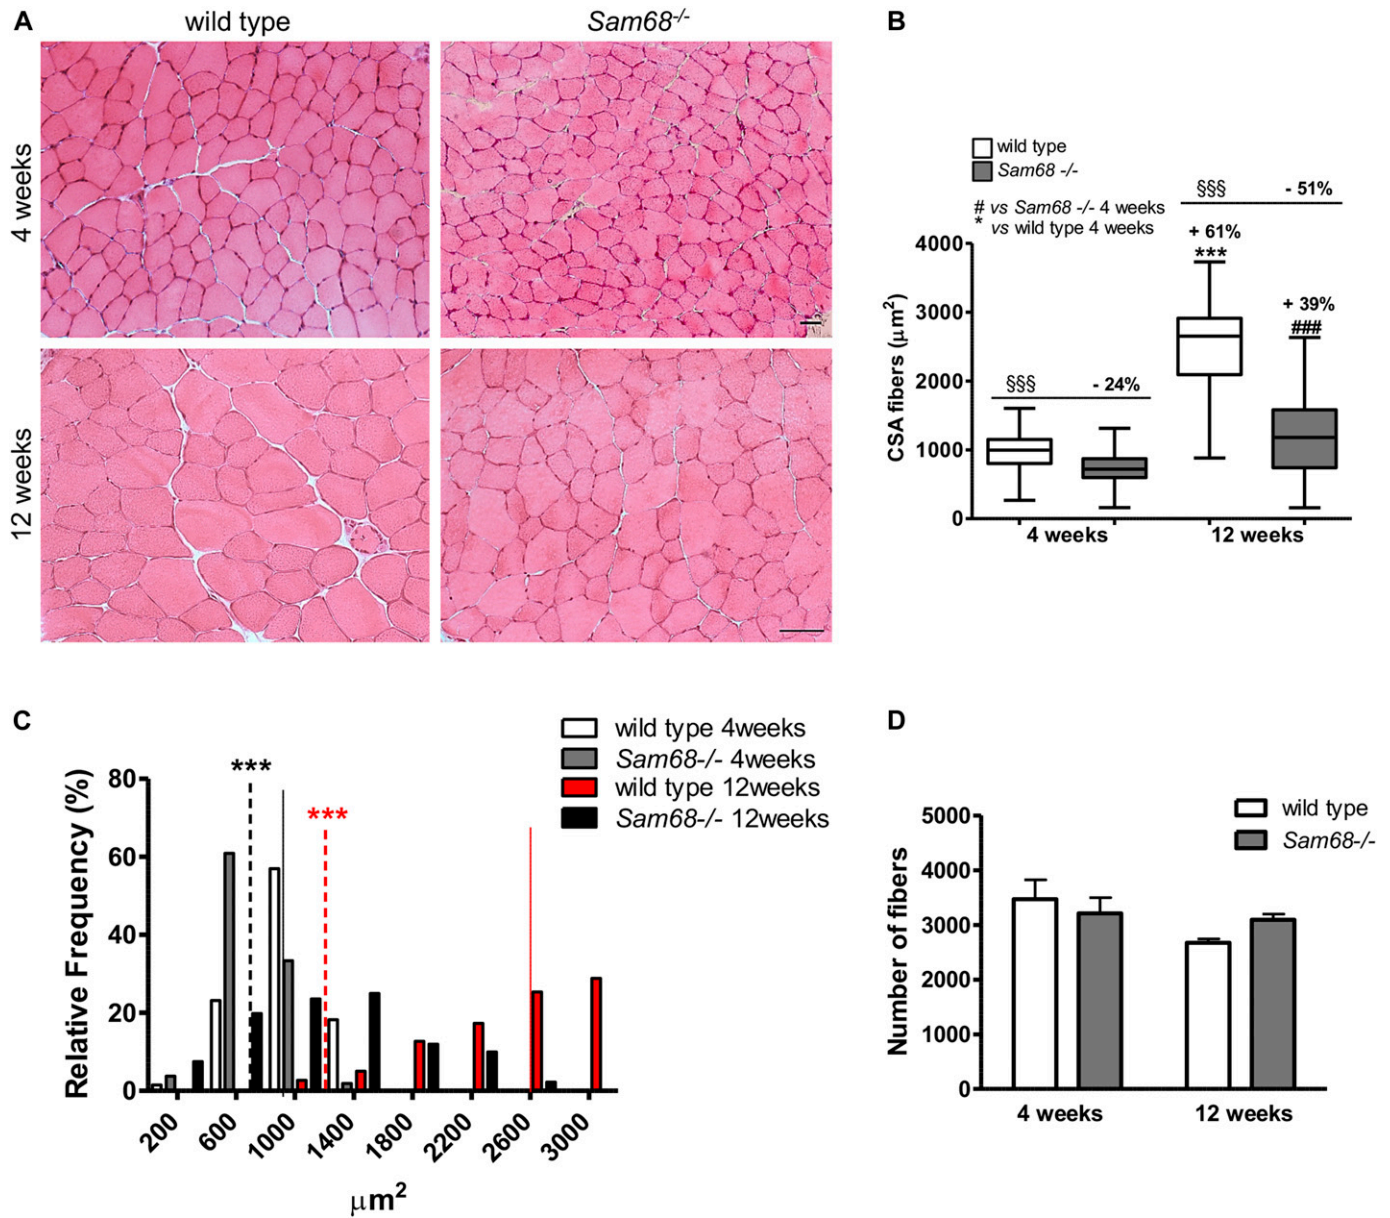 A
wild type
Sam68-/-
4 weeks
12 weeks
B
wild type
Sam68 -/-
# vs Sam68 -/- 4 weeks
* vs wild type 4 weeks
§§§
- 51%
+ 61%
***
+ 39%
###
§§§
- 24%
CSA fibers (μm²)
4000
3000
2000
1000
0
4 weeks
12 weeks
C
wild type 4weeks
Sam68-/- 4weeks
wild type 12weeks
Sam68-/- 12weeks
***
***
Relative Frequency (%)
80
60
40
20
0
200
600
1000
1400
1800
2200
2600
3000
μm²
D
wild type
Sam68-/-
Number of fibers
5000
4000
3000
2000
1000
0
4 weeks
12 weeks